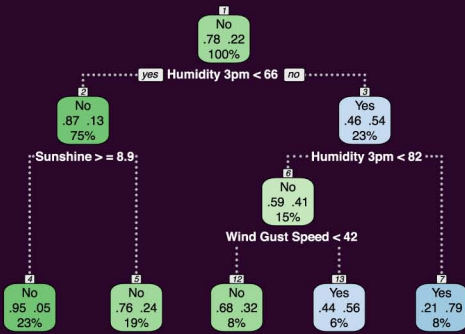 1
No
.78 .22
100%
yes Humidity 3pm < 66 no
2
No
.87 .13
75%
3
Yes
.46 .54
23%
Sunshine > = 8.9
Humidity 3pm < 82
6
No
.59 .41
15%
Wind Gust Speed < 42
4
No
.95 .05
23%
5
No
.76 .24
19%
12
No
.68 .32
8%
13
Yes
.44 .56
6%
7
Yes
.21 .79
8%